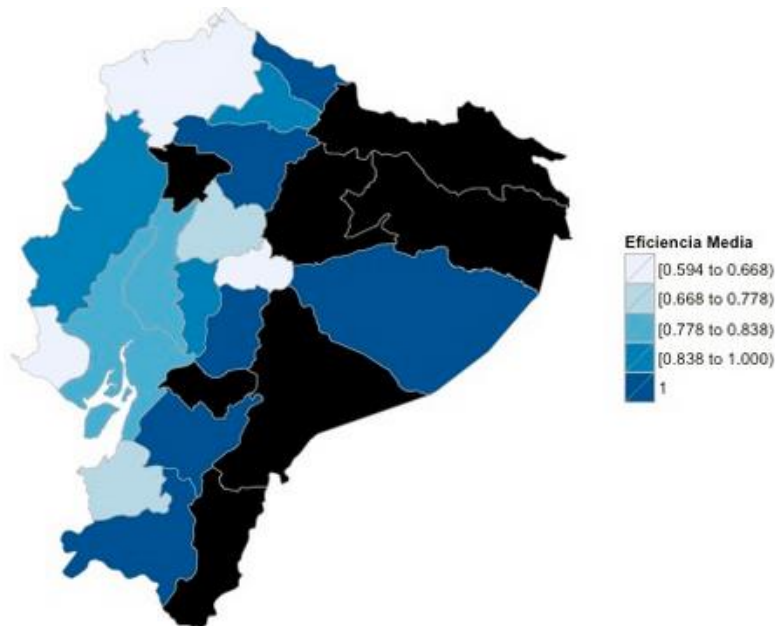 Eficiencia Media
[0.594 to 0.668)
[0.668 to 0.778)
[0.778 to 0.838)
[0.838 to 1.000)
1